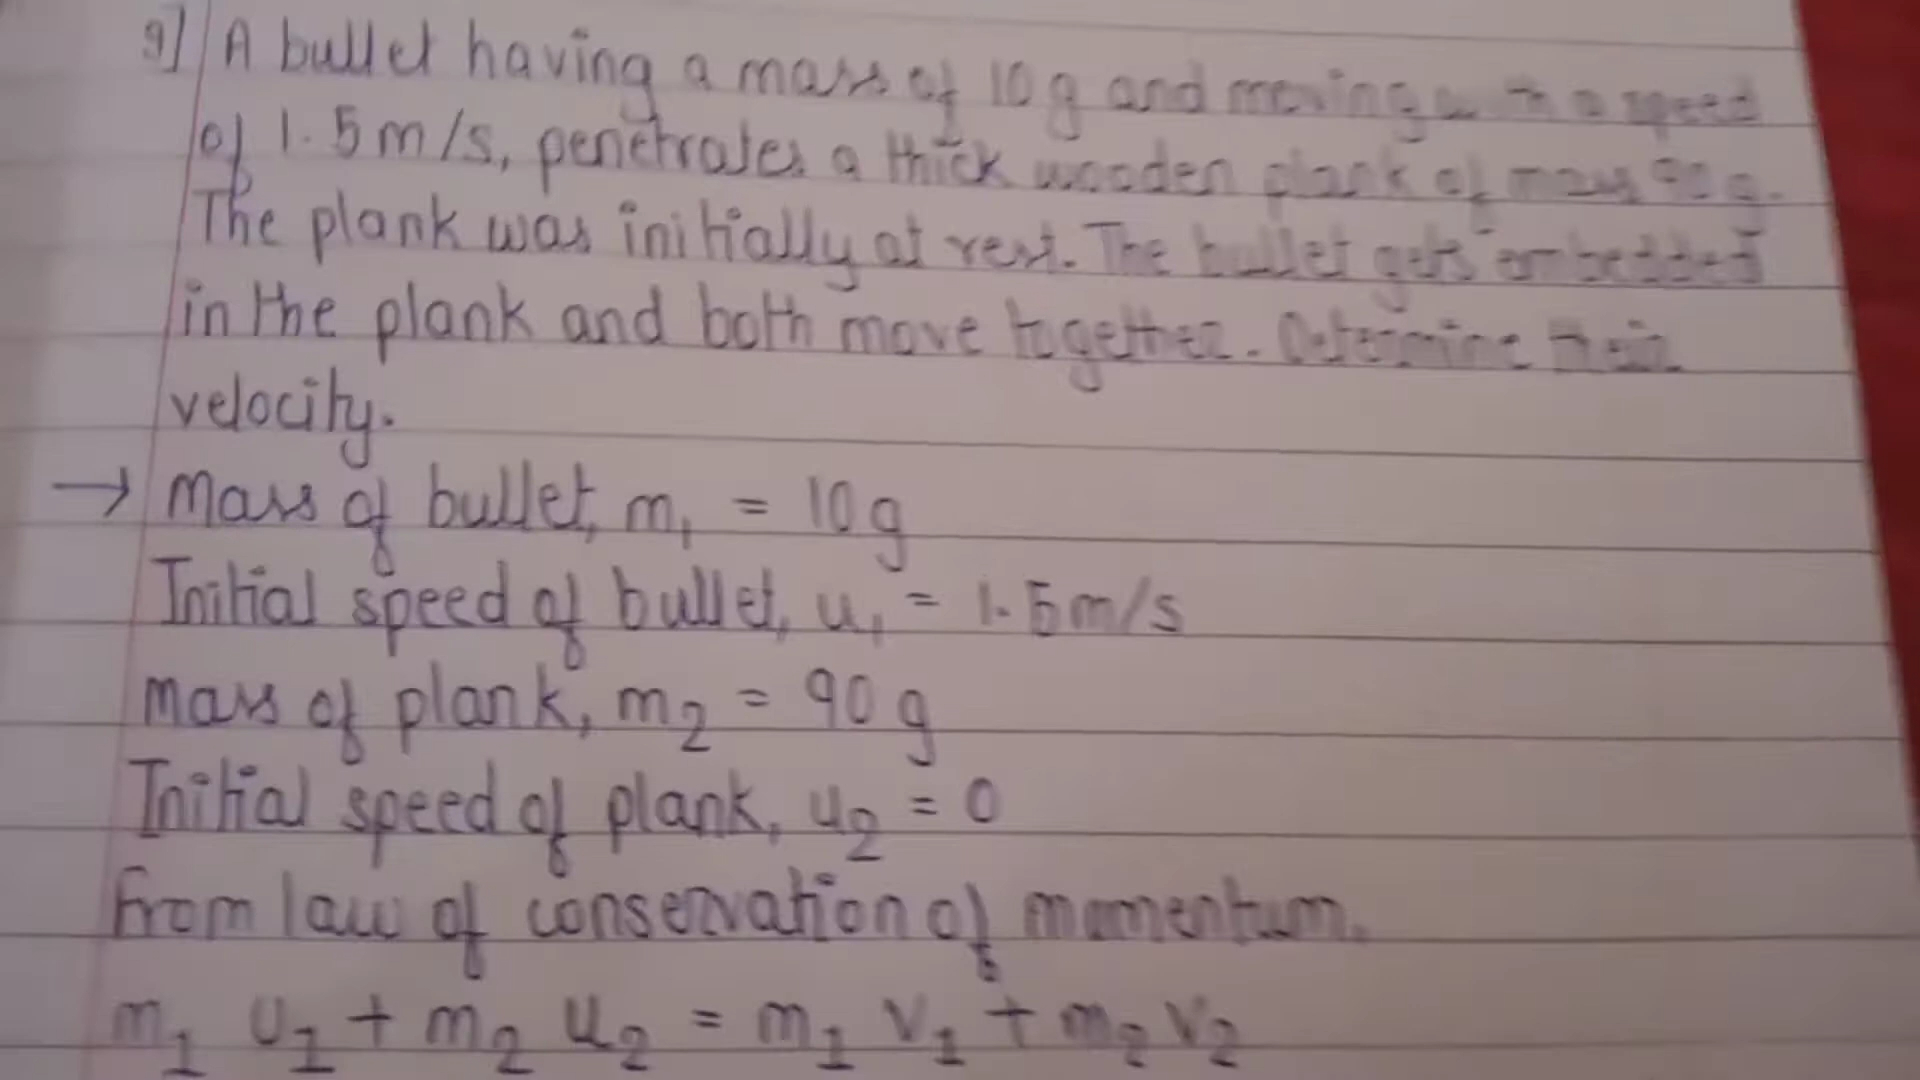 9] A bullet having a mass of 10 g and moving with a speed
of 1.5 m/s, penetrates a thick wooden plank of mass 90 g.
The plank was initially at rest. The bullet gets embedded
in the plank and both move together. Determine their
velocity.
→ Mass of bullet, m₁ = 10 g
Initial speed of bullet, u₁ = 1.5 m/s
Mass of plank, m₂ = 90 g
Initial speed of plank, u₂ = 0
From law of conservation of momentum,
m₁ u₁ + m₂ u₂ = m₁ v₁ + m₂ v₂